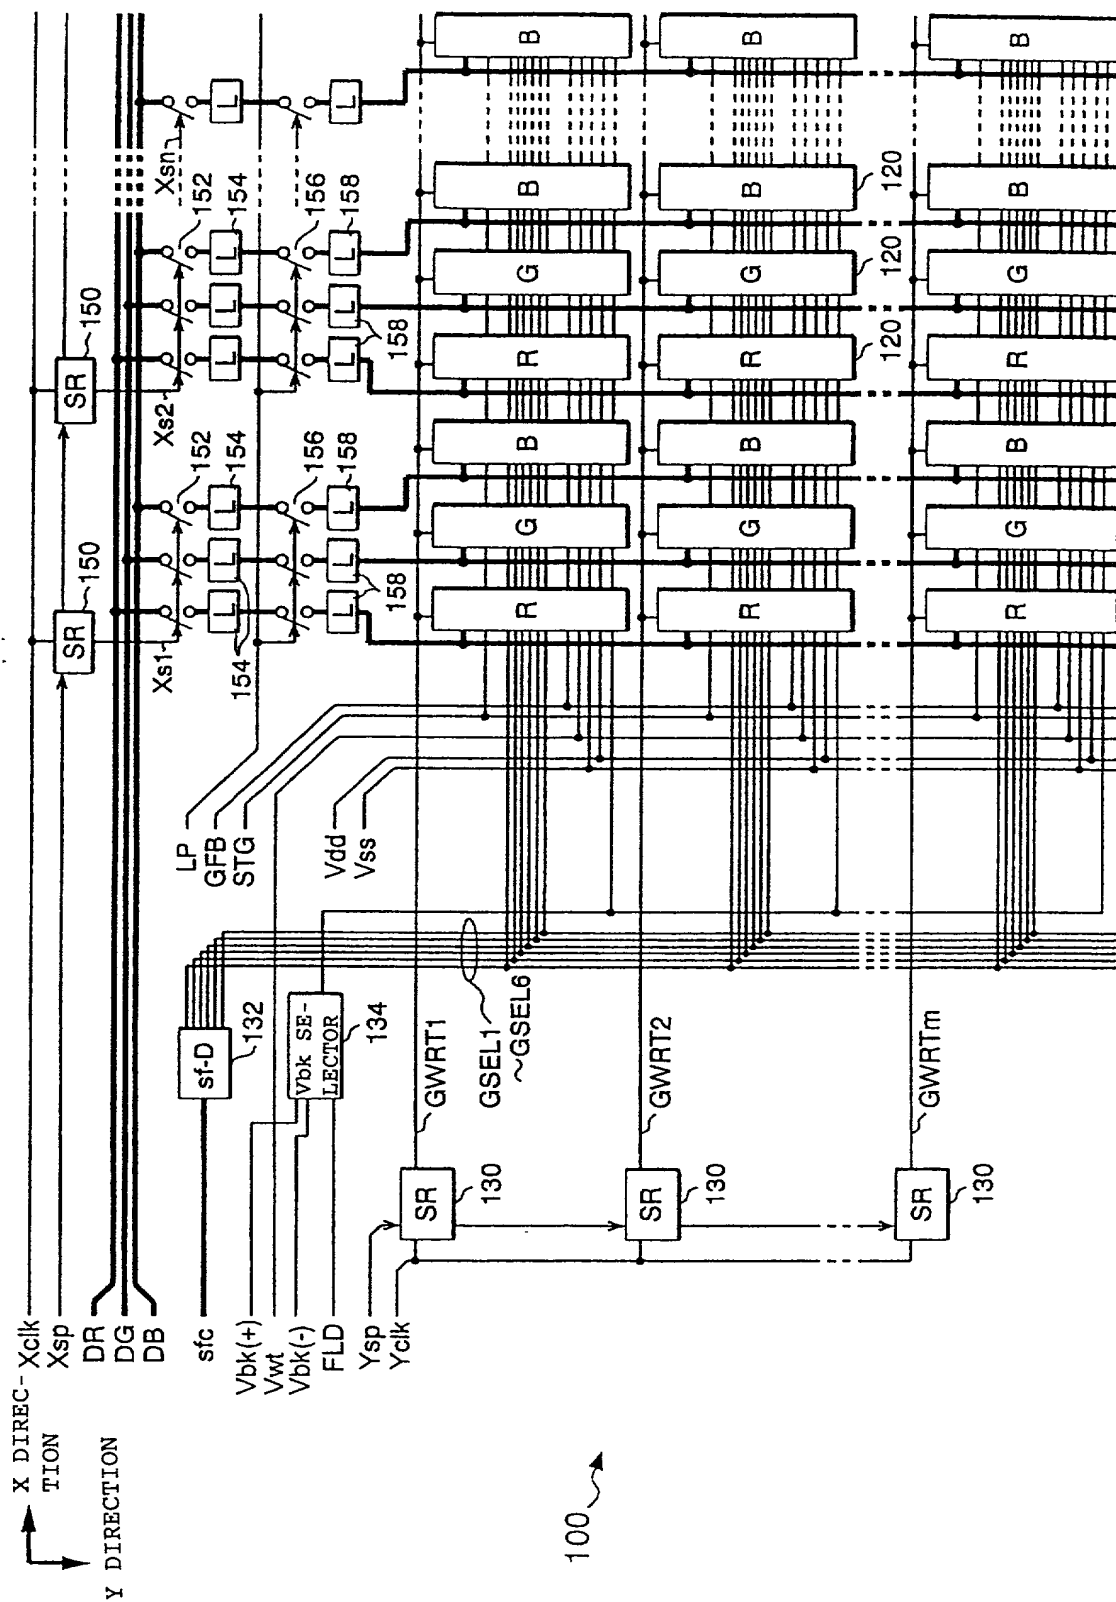 X DIREC-
TION
Y DIRECTION
100
Xclk
Xsp
DR
DG
DB
sfc
Vbk(+)
Vwt
Vbk(-)
FLD
Ysp
Yclk
SR
150
SR
150
Xs1
152
154
154
156
158
158
Xs2
152
154
156
158
158
Xsn
L
L
L
L
L
L
L
L
L
L
L
L
L
L
LP
GFB
STG
Vdd
Vss
sf-D
132
Vbk SE-
LECTOR
134
GSEL1
~GSEL6
SR
130
GWRT1
R
G
B
R
G
B
B
SR
130
GWRT2
R
G
B
R
G
B
B
120
120
120
SR
130
GWRTm
R
G
B
R
G
B
B